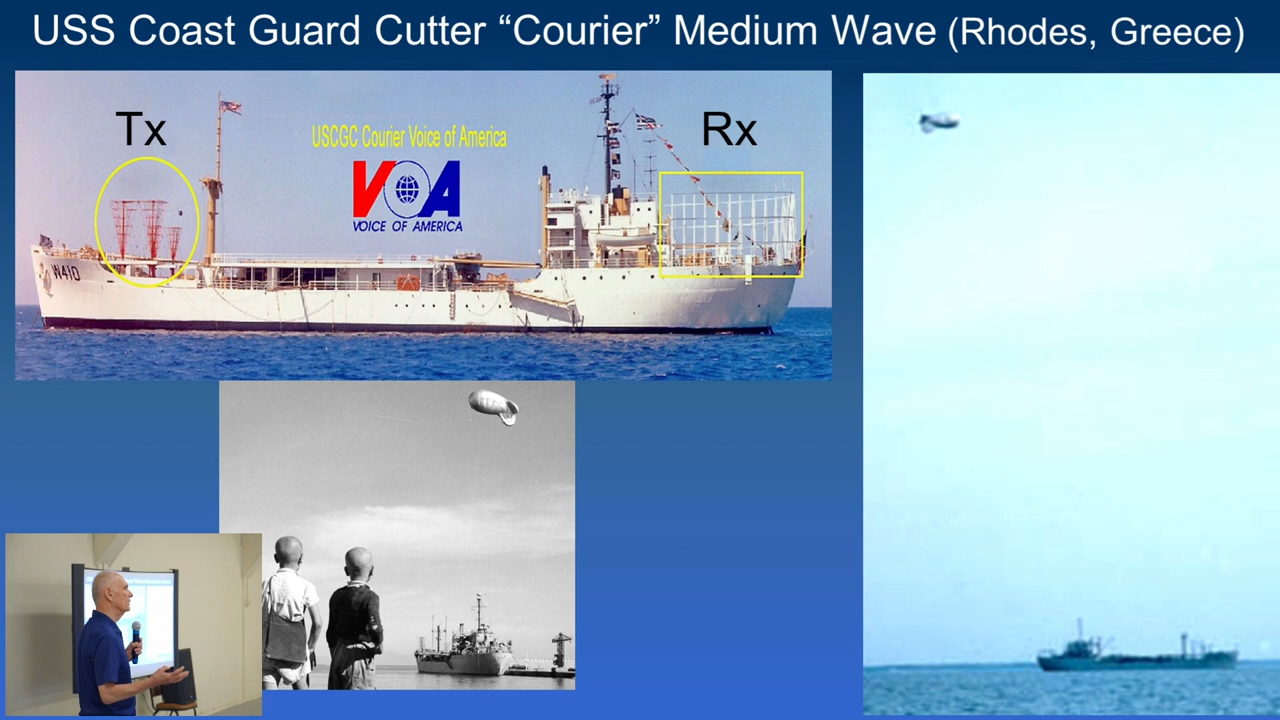 USS Coast Guard Cutter “Courier” Medium Wave (Rhodes, Greece)
Tx
Rx
USCGC Courier Voice of America
VOA
VOICE OF AMERICA
W410